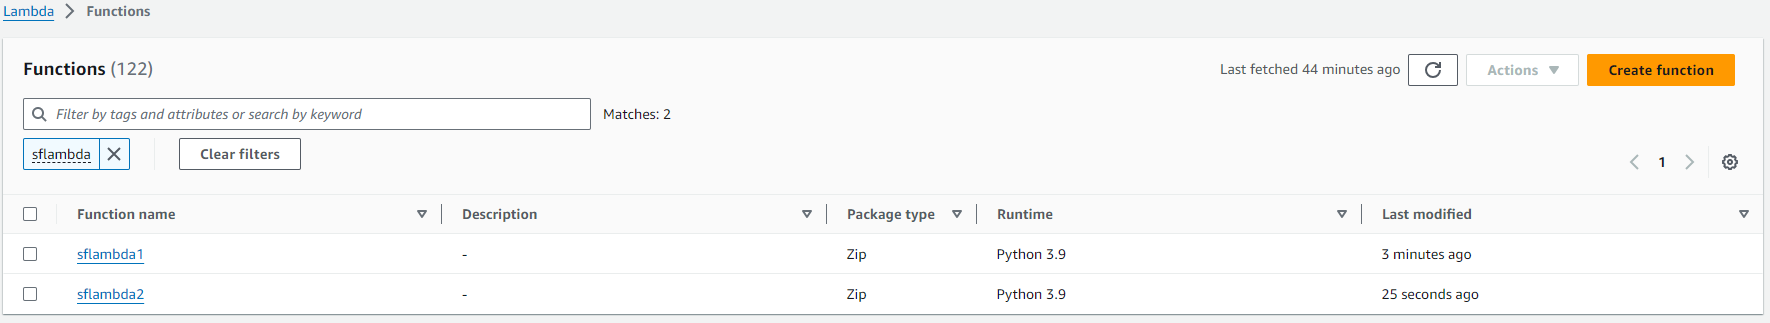 Lambda > Functions
Functions (122)
Last fetched 44 minutes ago
Actions
Create function
Filter by tags and attributes or search by keyword
Matches: 2
sflambda
Clear filters
1
Function name Description Package type Runtime Last modified
sflambda1 - Zip Python 3.9 3 minutes ago
sflambda2 - Zip Python 3.9 25 seconds ago